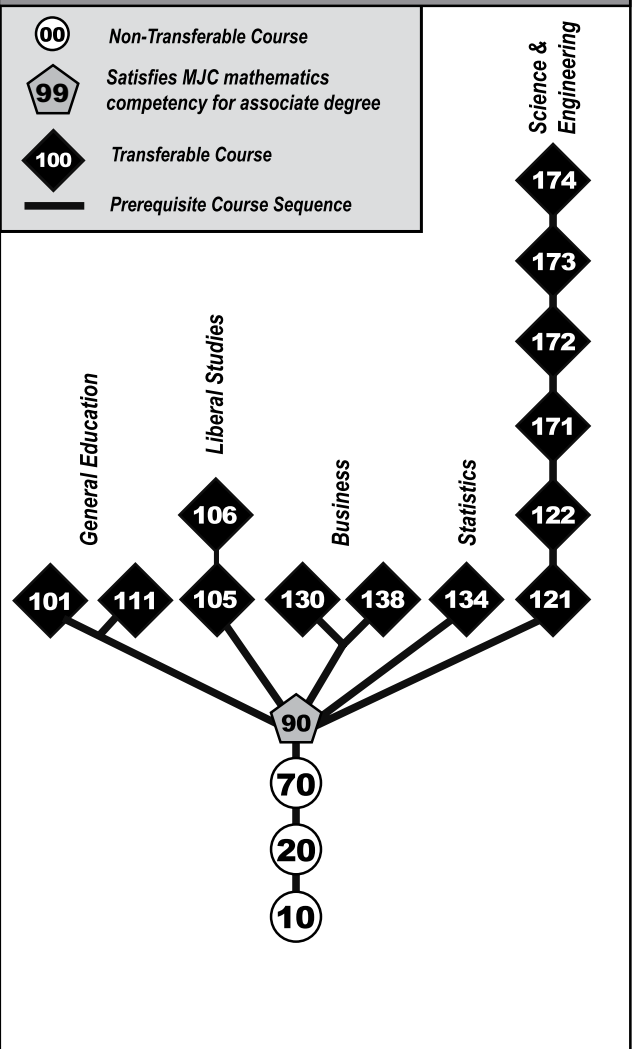 00 Non-Transferable Course
99 Satisfies MJC mathematics
competency for associate degree
100 Transferable Course
Prerequisite Course Sequence
Science &
Engineering
174
173
172
171
122
121
General Education
101 111
Liberal Studies
106
105
Business
130 138
Statistics
134
90
70
20
10